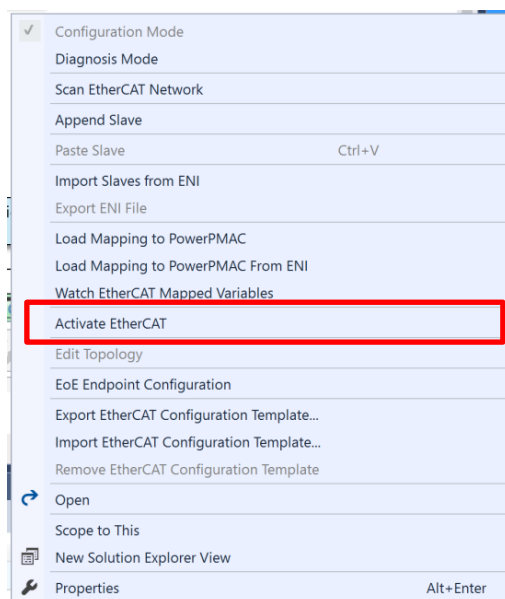 Configuration Mode
Diagnosis Mode
Scan EtherCAT Network
Append Slave
Paste Slave Ctrl+V
Import Slaves from ENI
Export ENI File
Load Mapping to PowerPMAC
Load Mapping to PowerPMAC From ENI
Watch EtherCAT Mapped Variables
Activate EtherCAT
Edit Topology
EoE Endpoint Configuration
Export EtherCAT Configuration Template...
Import EtherCAT Configuration Template...
Remove EtherCAT Configuration Template
Open
Scope to This
New Solution Explorer View
Properties Alt+Enter